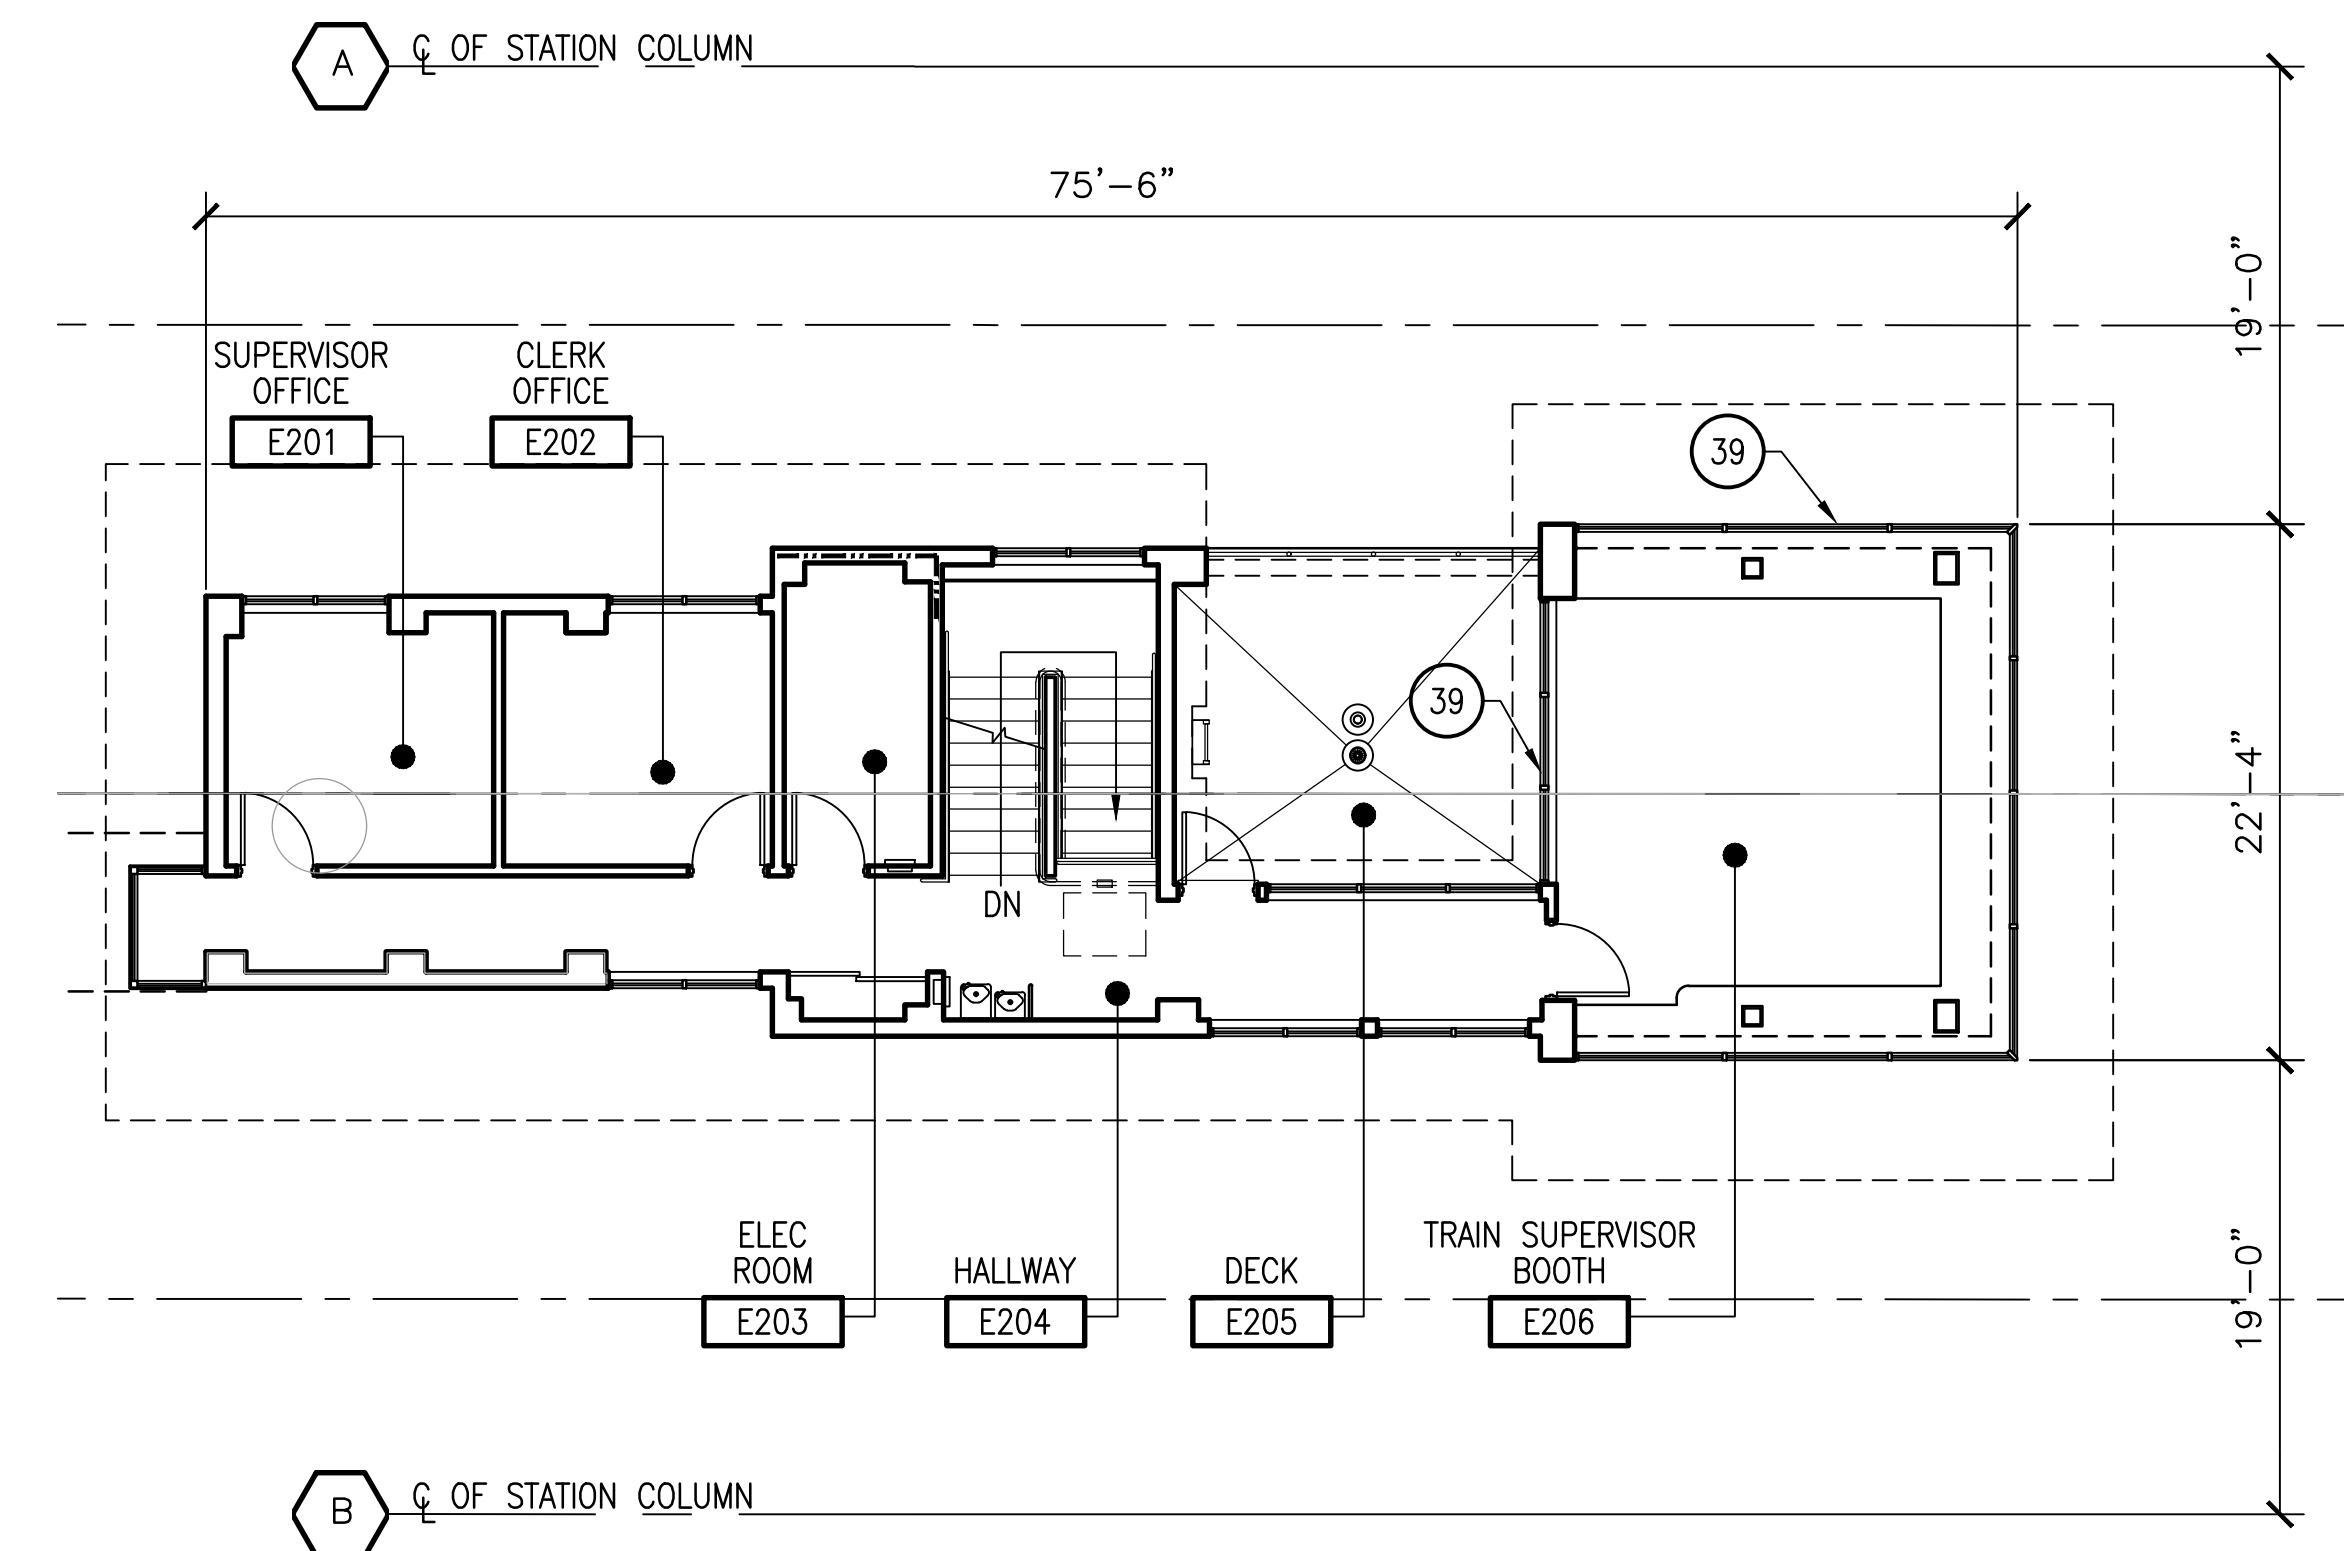 A
℄ OF STATION COLUMN
75'-6"
19'-0"
SUPERVISOR
OFFICE
E201
CLERK
OFFICE
E202
39
39
22'-4"
DN
ELEC
ROOM
E203
HALLWAY
E204
DECK
E205
TRAIN SUPERVISOR
BOOTH
E206
19'-0"
B
℄ OF STATION COLUMN